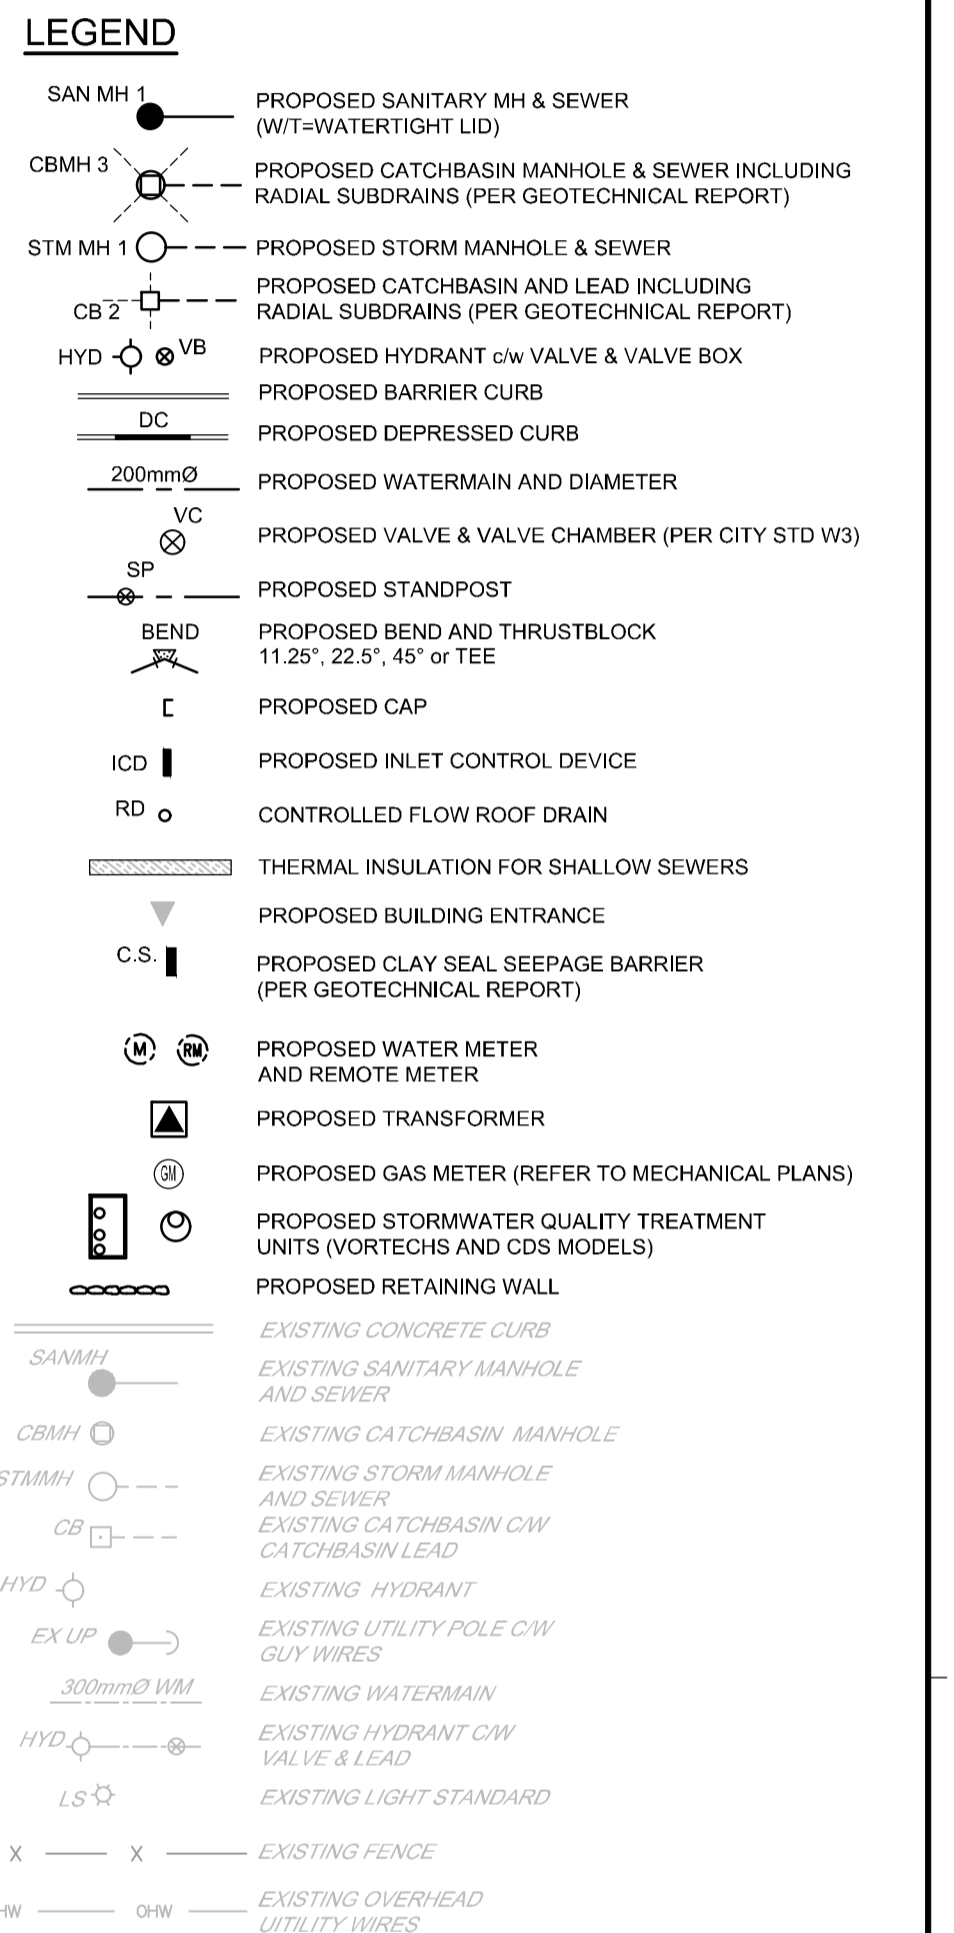 LEGEND
SAN MH 1
PROPOSED SANITARY MH & SEWER
(W/T=WATERTIGHT LID)
CBMH 3
PROPOSED CATCHBASIN MANHOLE & SEWER INCLUDING
RADIAL SUBDRAINS (PER GEOTECHNICAL REPORT)
STM MH 1
PROPOSED STORM MANHOLE & SEWER
CB 2
PROPOSED CATCHBASIN AND LEAD INCLUDING
RADIAL SUBDRAINS (PER GEOTECHNICAL REPORT)
HYD VB
PROPOSED HYDRANT c/w VALVE & VALVE BOX
PROPOSED BARRIER CURB
DC
PROPOSED DEPRESSED CURB
200mmØ
PROPOSED WATERMAIN AND DIAMETER
VC
PROPOSED VALVE & VALVE CHAMBER (PER CITY STD W3)
SP
PROPOSED STANDPOST
BEND
PROPOSED BEND AND THRUSTBLOCK
11.25°, 22.5°, 45° or TEE
PROPOSED CAP
ICD
PROPOSED INLET CONTROL DEVICE
RD
CONTROLLED FLOW ROOF DRAIN
THERMAL INSULATION FOR SHALLOW SEWERS
PROPOSED BUILDING ENTRANCE
C.S.
PROPOSED CLAY SEAL SEEPAGE BARRIER
(PER GEOTECHNICAL REPORT)
M RM
PROPOSED WATER METER
AND REMOTE METER
PROPOSED TRANSFORMER
GM
PROPOSED GAS METER (REFER TO MECHANICAL PLANS)
PROPOSED STORMWATER QUALITY TREATMENT
UNITS (VORTECHS AND CDS MODELS)
PROPOSED RETAINING WALL
EXISTING CONCRETE CURB
SANMH
EXISTING SANITARY MANHOLE
AND SEWER
CBMH
EXISTING CATCHBASIN MANHOLE
STMMH
EXISTING STORM MANHOLE
AND SEWER
CB
EXISTING CATCHBASIN C/W
CATCHBASIN LEAD
HYD
EXISTING HYDRANT
EX UP
EXISTING UTILITY POLE C/W
GUY WIRES
300mmØ WM
EXISTING WATERMAIN
HYD
EXISTING HYDRANT C/W
VALVE & LEAD
LS
EXISTING LIGHT STANDARD
X X
EXISTING FENCE
HW OHW
EXISTING OVERHEAD
UITILITY WIRES